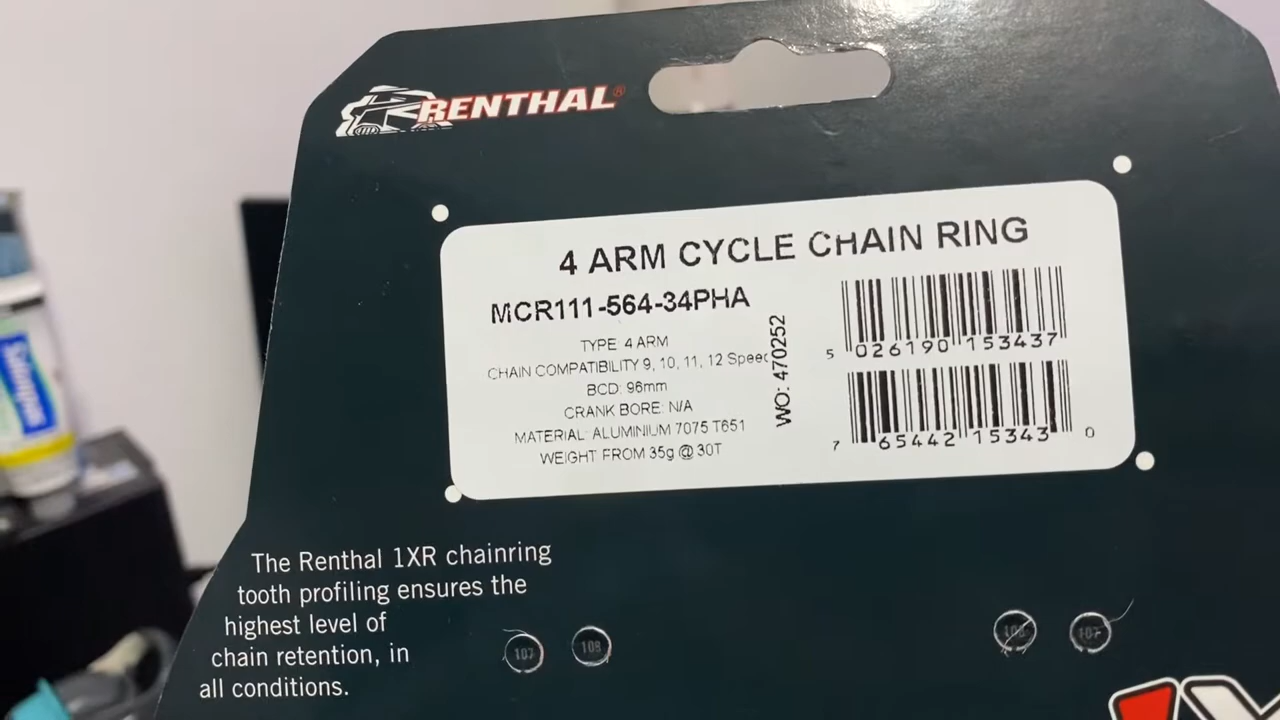 RENTHAL®
4 ARM CYCLE CHAIN RING
MCR111-564-34PHA
TYPE: 4 ARM
CHAIN COMPATIBILITY 9, 10, 11, 12 Speed
BCD: 96mm
CRANK BORE: N/A
MATERIAL: ALUMINIUM 7075 T651
WEIGHT FROM 35g @ 30T
WO: 470252
5 026190 153437
7 65442 15343 0
The Renthal 1XR chainring
tooth profiling ensures the
highest level of
chain retention, in
all conditions.
107 108
108 107